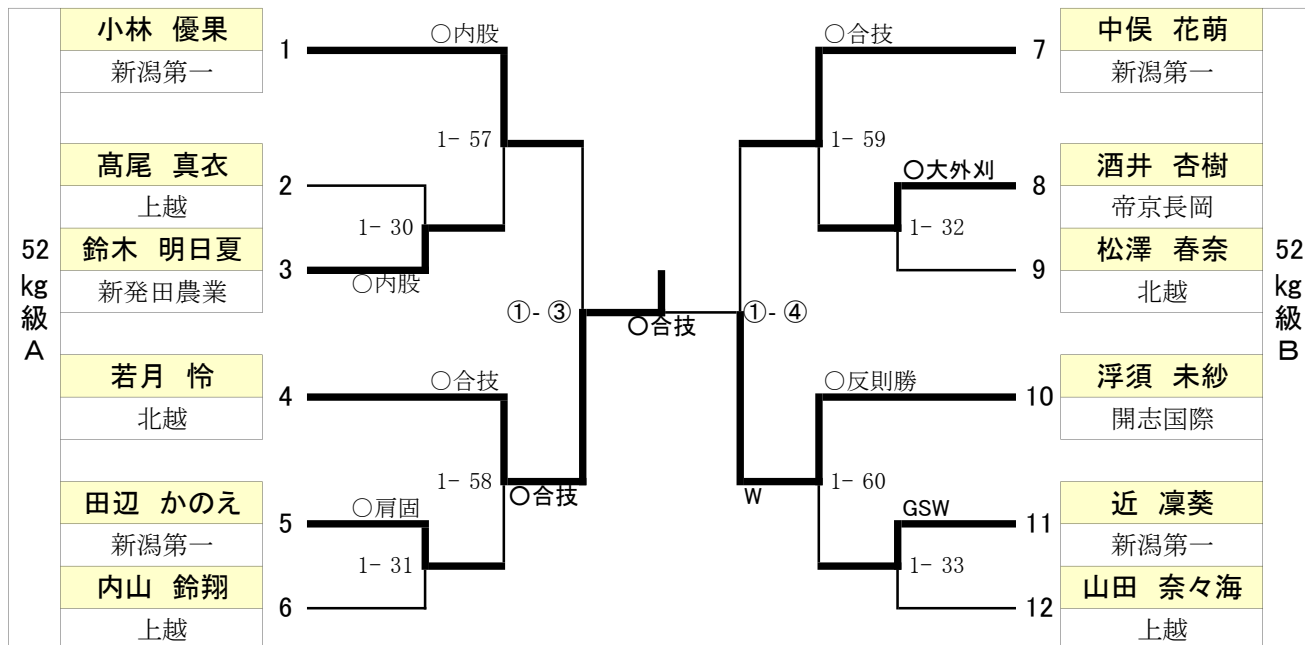 52
kg
級
A
小林 優果
新潟第一
1
○内股
1- 57
髙尾 真衣
上越
2
1- 30
鈴木 明日夏
新発田農業
3
○内股
①- ③
若月 怜
北越
4
○合技
1- 58
○合技
田辺 かのえ
新潟第一
5
○肩固
1- 31
内山 鈴翔
上越
6
○合技
○合技
7
中俣 花萌
新潟第一
1- 59
○大外刈
8
酒井 杏樹
帝京長岡
1- 32
9
松澤 春奈
北越
①- ④
○反則勝
10
浮須 未紗
開志国際
W
1- 60
GSW
11
近 凜葵
新潟第一
1- 33
12
山田 奈々海
上越
52
kg
級
B